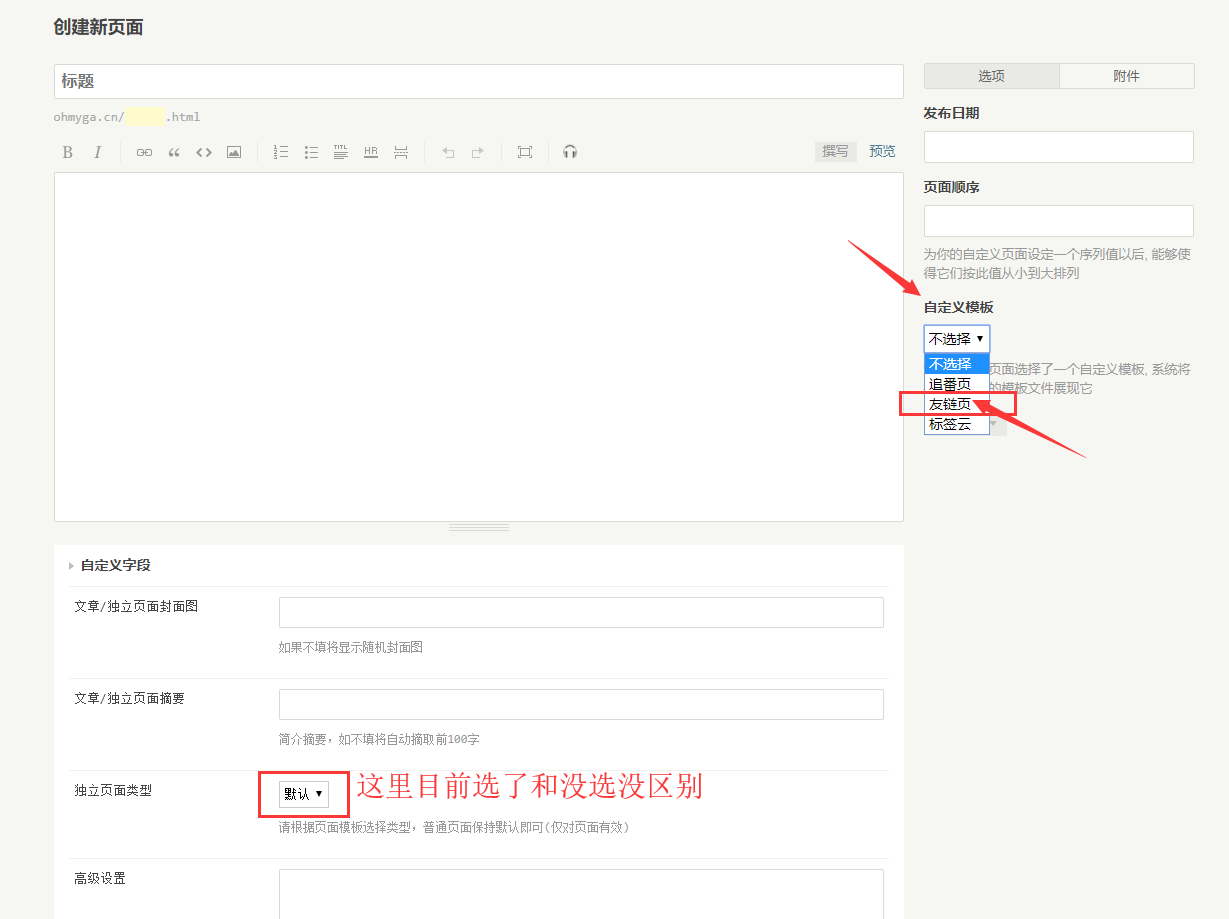 创建新页面
标题
ohmyga.cn/ .html
B I TITL HR 撰写 预览
选项 附件
发布日期
页面顺序
为你的自定义页面设定一个序列值以后, 能够使
得它们按此值从小到大排列
自定义模板
不选择
不选择
页面选择了一个自定义模板, 系统将
追番页
的模板文件展现它
友链页
标签云
自定义字段
文章/独立页面封面图
如果不填将显示随机封面图
文章/独立页面摘要
简介摘要，如不填将自动摘取前100字
独立页面类型
默认
这里目前选了和没选没区别
请根据页面模板选择类型，普通页面保持默认即可(仅对页面有效)
高级设置